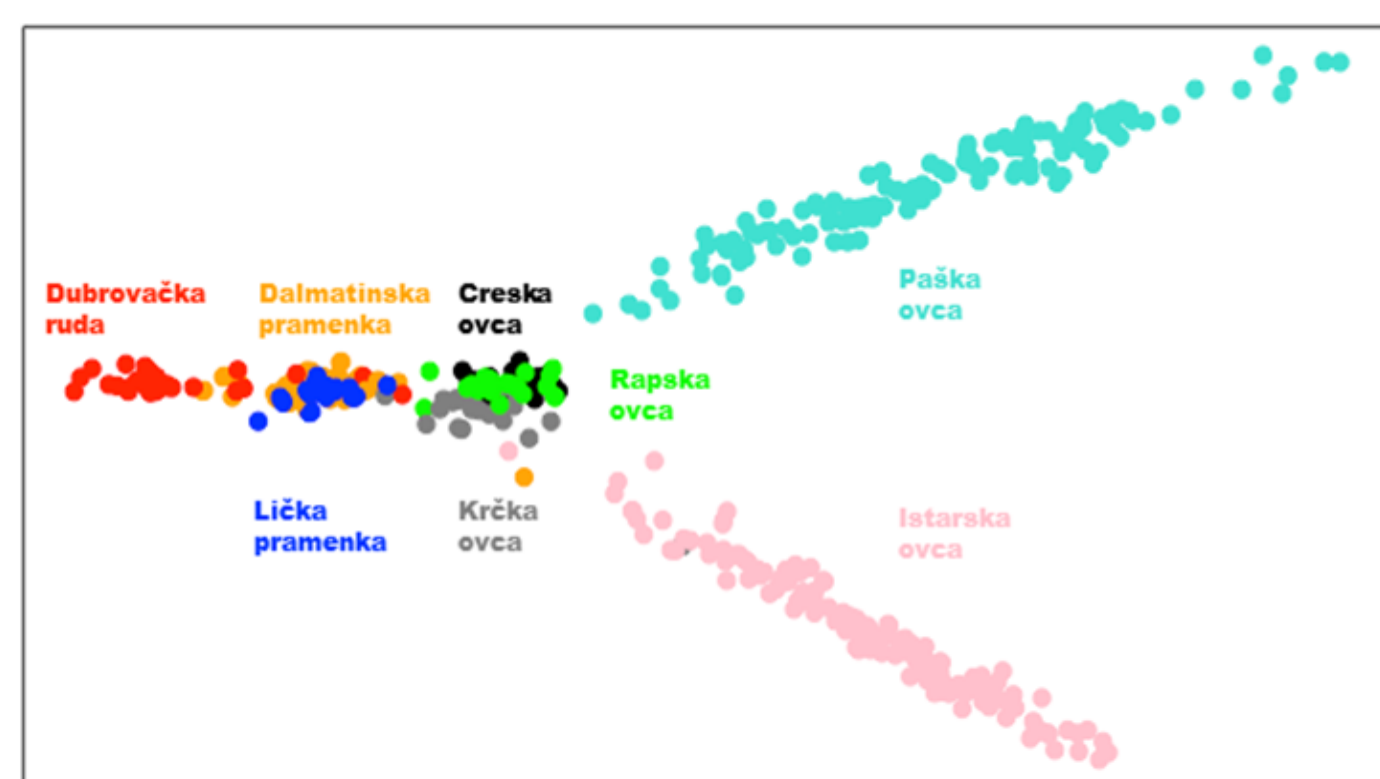 Dubrovačka
ruda
Dalmatinska
pramenka
Creska
ovca
Paška
ovca
Rapska
ovca
Lička
pramenka
Krčka
ovca
Istarska
ovca